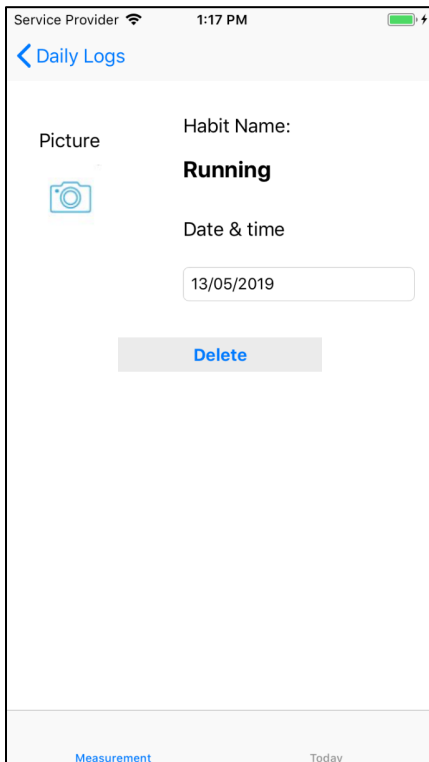 Service Provider 1:17 PM
Daily Logs
Picture
Habit Name:
Running
Date & time
13/05/2019
Delete
Measurement Today